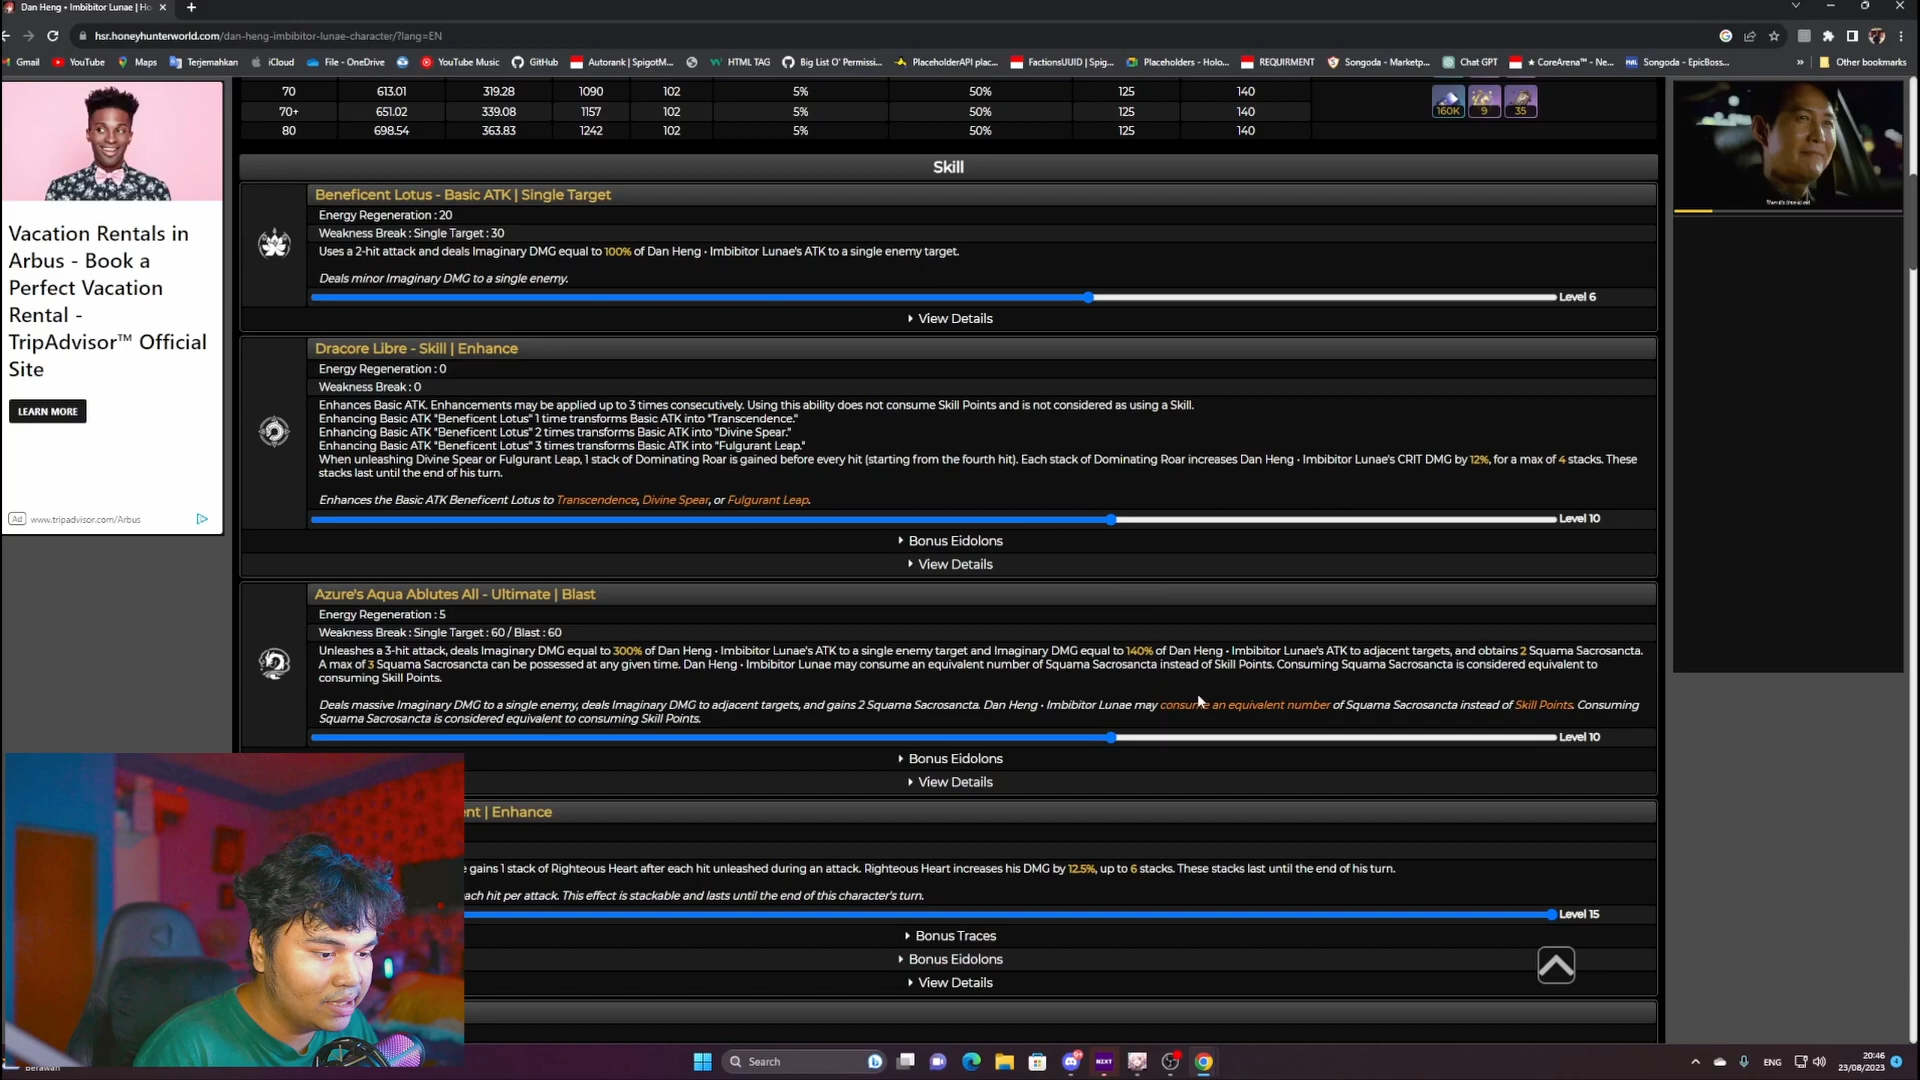 Dan Heng • Imbibitor Lunae | Ho
hsr.honeyhunterworld.com/dan-heng-imbibitor-lunae-character/?lang=EN
Gmail YouTube Maps Terjemahkan iCloud File - OneDrive YouTube Music GitHub Autorank | SpigotM... HTML TAG Big List O' Permissi... PlaceholderAPI plac... FactionsUUID | Spig... Placeholders - Holo... REQUIRMENT Songoda - Marketp... Chat GPT ★ CoreArena™ - Ne... Songoda - EpicBoss... » Other bookmarks
70 613.01 319.28 1090 102 5% 50% 125 140
70+ 651.02 339.08 1157 102 5% 50% 125 140
160K 9 35
80 698.54 363.83 1242 102 5% 50% 125 140
Skill
Beneficent Lotus - Basic ATK | Single Target
Energy Regeneration : 20
Weakness Break : Single Target : 30
Uses a 2-hit attack and deals Imaginary DMG equal to 100% of Dan Heng • Imbibitor Lunae's ATK to a single enemy target.
Deals minor Imaginary DMG to a single enemy.
Level 6
View Details
Dracore Libre - Skill | Enhance
Energy Regeneration : 0
Weakness Break : 0
Enhances Basic ATK. Enhancements may be applied up to 3 times consecutively. Using this ability does not consume Skill Points and is not considered as using a Skill.
Enhancing Basic ATK "Beneficent Lotus" 1 time transforms Basic ATK into "Transcendence."
Enhancing Basic ATK "Beneficent Lotus" 2 times transforms Basic ATK into "Divine Spear."
Enhancing Basic ATK "Beneficent Lotus" 3 times transforms Basic ATK into "Fulgurant Leap."
When unleashing Divine Spear or Fulgurant Leap, 1 stack of Dominating Roar is gained before every hit (starting from the fourth hit). Each stack of Dominating Roar increases Dan Heng • Imbibitor Lunae's CRIT DMG by 12%, for a max of 4 stacks. These
stacks last until the end of his turn.
Enhances the Basic ATK Beneficent Lotus to Transcendence, Divine Spear, or Fulgurant Leap.
Level 10
Bonus Eidolons
View Details
Azure's Aqua Ablutes All - Ultimate | Blast
Energy Regeneration : 5
Weakness Break : Single Target : 60 / Blast : 60
Unleashes a 3-hit attack, deals Imaginary DMG equal to 300% of Dan Heng • Imbibitor Lunae's ATK to a single enemy target and Imaginary DMG equal to 140% of Dan Heng • Imbibitor Lunae's ATK to adjacent targets, and obtains 2 Squama Sacrosancta.
A max of 3 Squama Sacrosancta can be possessed at any given time. Dan Heng • Imbibitor Lunae may consume an equivalent number of Squama Sacrosancta instead of Skill Points. Consuming Squama Sacrosancta is considered equivalent to
consuming Skill Points.
Deals massive Imaginary DMG to a single enemy, deals Imaginary DMG to adjacent targets, and gains 2 Squama Sacrosancta. Dan Heng • Imbibitor Lunae may consume an equivalent number of Squama Sacrosancta instead of Skill Points. Consuming
Squama Sacrosancta is considered equivalent to consuming Skill Points.
Level 10
Bonus Eidolons
View Details
ent | Enhance
e gains 1 stack of Righteous Heart after each hit unleashed during an attack. Righteous Heart increases his DMG by 12.5%, up to 6 stacks. These stacks last until the end of his turn.
ach hit per attack. This effect is stackable and lasts until the end of this character's turn.
Level 15
Bonus Traces
Bonus Eidolons
View Details
Vacation Rentals in
Arbus - Book a
Perfect Vacation
Rental -
TripAdvisor™ Official
Site
LEARN MORE
Ad www.tripadvisor.com/Arbus
Berawan
Search
NEXT
ENG
20:46
23/08/2023
4